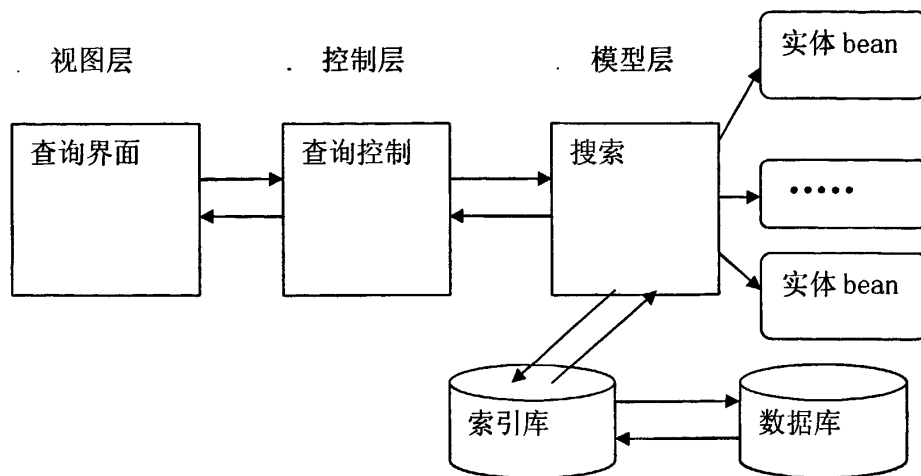 视图层
控制层
模型层
实体 bean
查询界面
查询控制
搜索
•••••
实体 bean
索引库
数据库